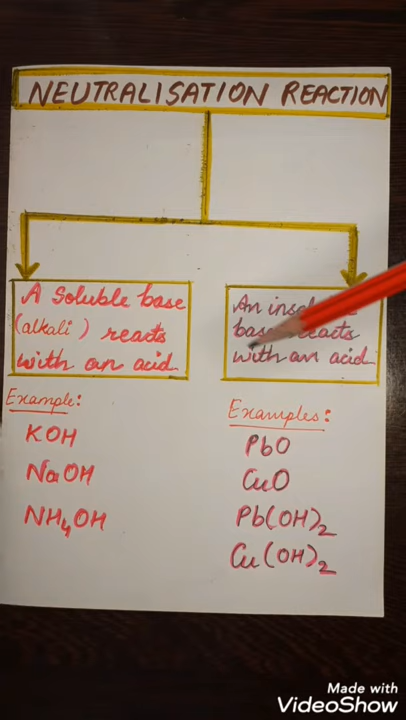 NEUTRALISATION REACTION
A Soluble base
(alkali) reacts
with an acid
Example:
KOH
NaOH
NH4OH
An
base reacts
with an acid
Examples:
PbO
CuO
Pb(OH)2
Cu(OH)2
Made with
VideoShow